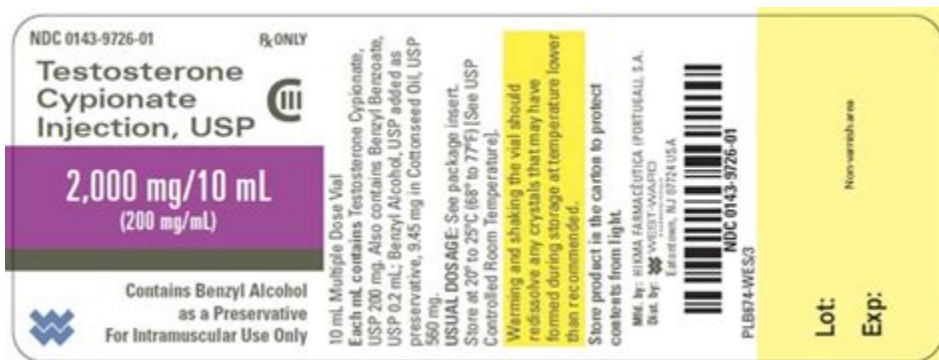 NDC 0143-9726-01 ℞ ONLY
Testosterone
Cypionate
Injection, USP
CIII
2,000 mg/10 mL
(200 mg/mL)
Contains Benzyl Alcohol
as a Preservative
For Intramuscular Use Only
10 mL Multiple Dose Vial
Each mL contains Testosterone Cypionate,
USP 200 mg. Also contains Benzyl Benzoate,
USP 0.2 mL; Benzyl Alcohol, USP added as
preservative, 9.45 mg in Cottonseed Oil, USP
560 mg.
USUAL DOSAGE: See package insert.
Store at 20° to 25°C (68° to 77°F) [See USP
Controlled Room Temperature].
Warming and shaking the vial should
redissolve any crystals that may have
formed during storage at temperature lower
than recommended.
Store product in the carton to protect
contents from light.
Mfd. by: HIKMA FARMACÊUTICA (PORTUGAL), S.A.
Dist. by: WEST-WARD
Eatontown, NJ 07724 USA
NDC 0143-9726-01
PLB674-WES/3
Non-varnish area
Lot:
Exp: